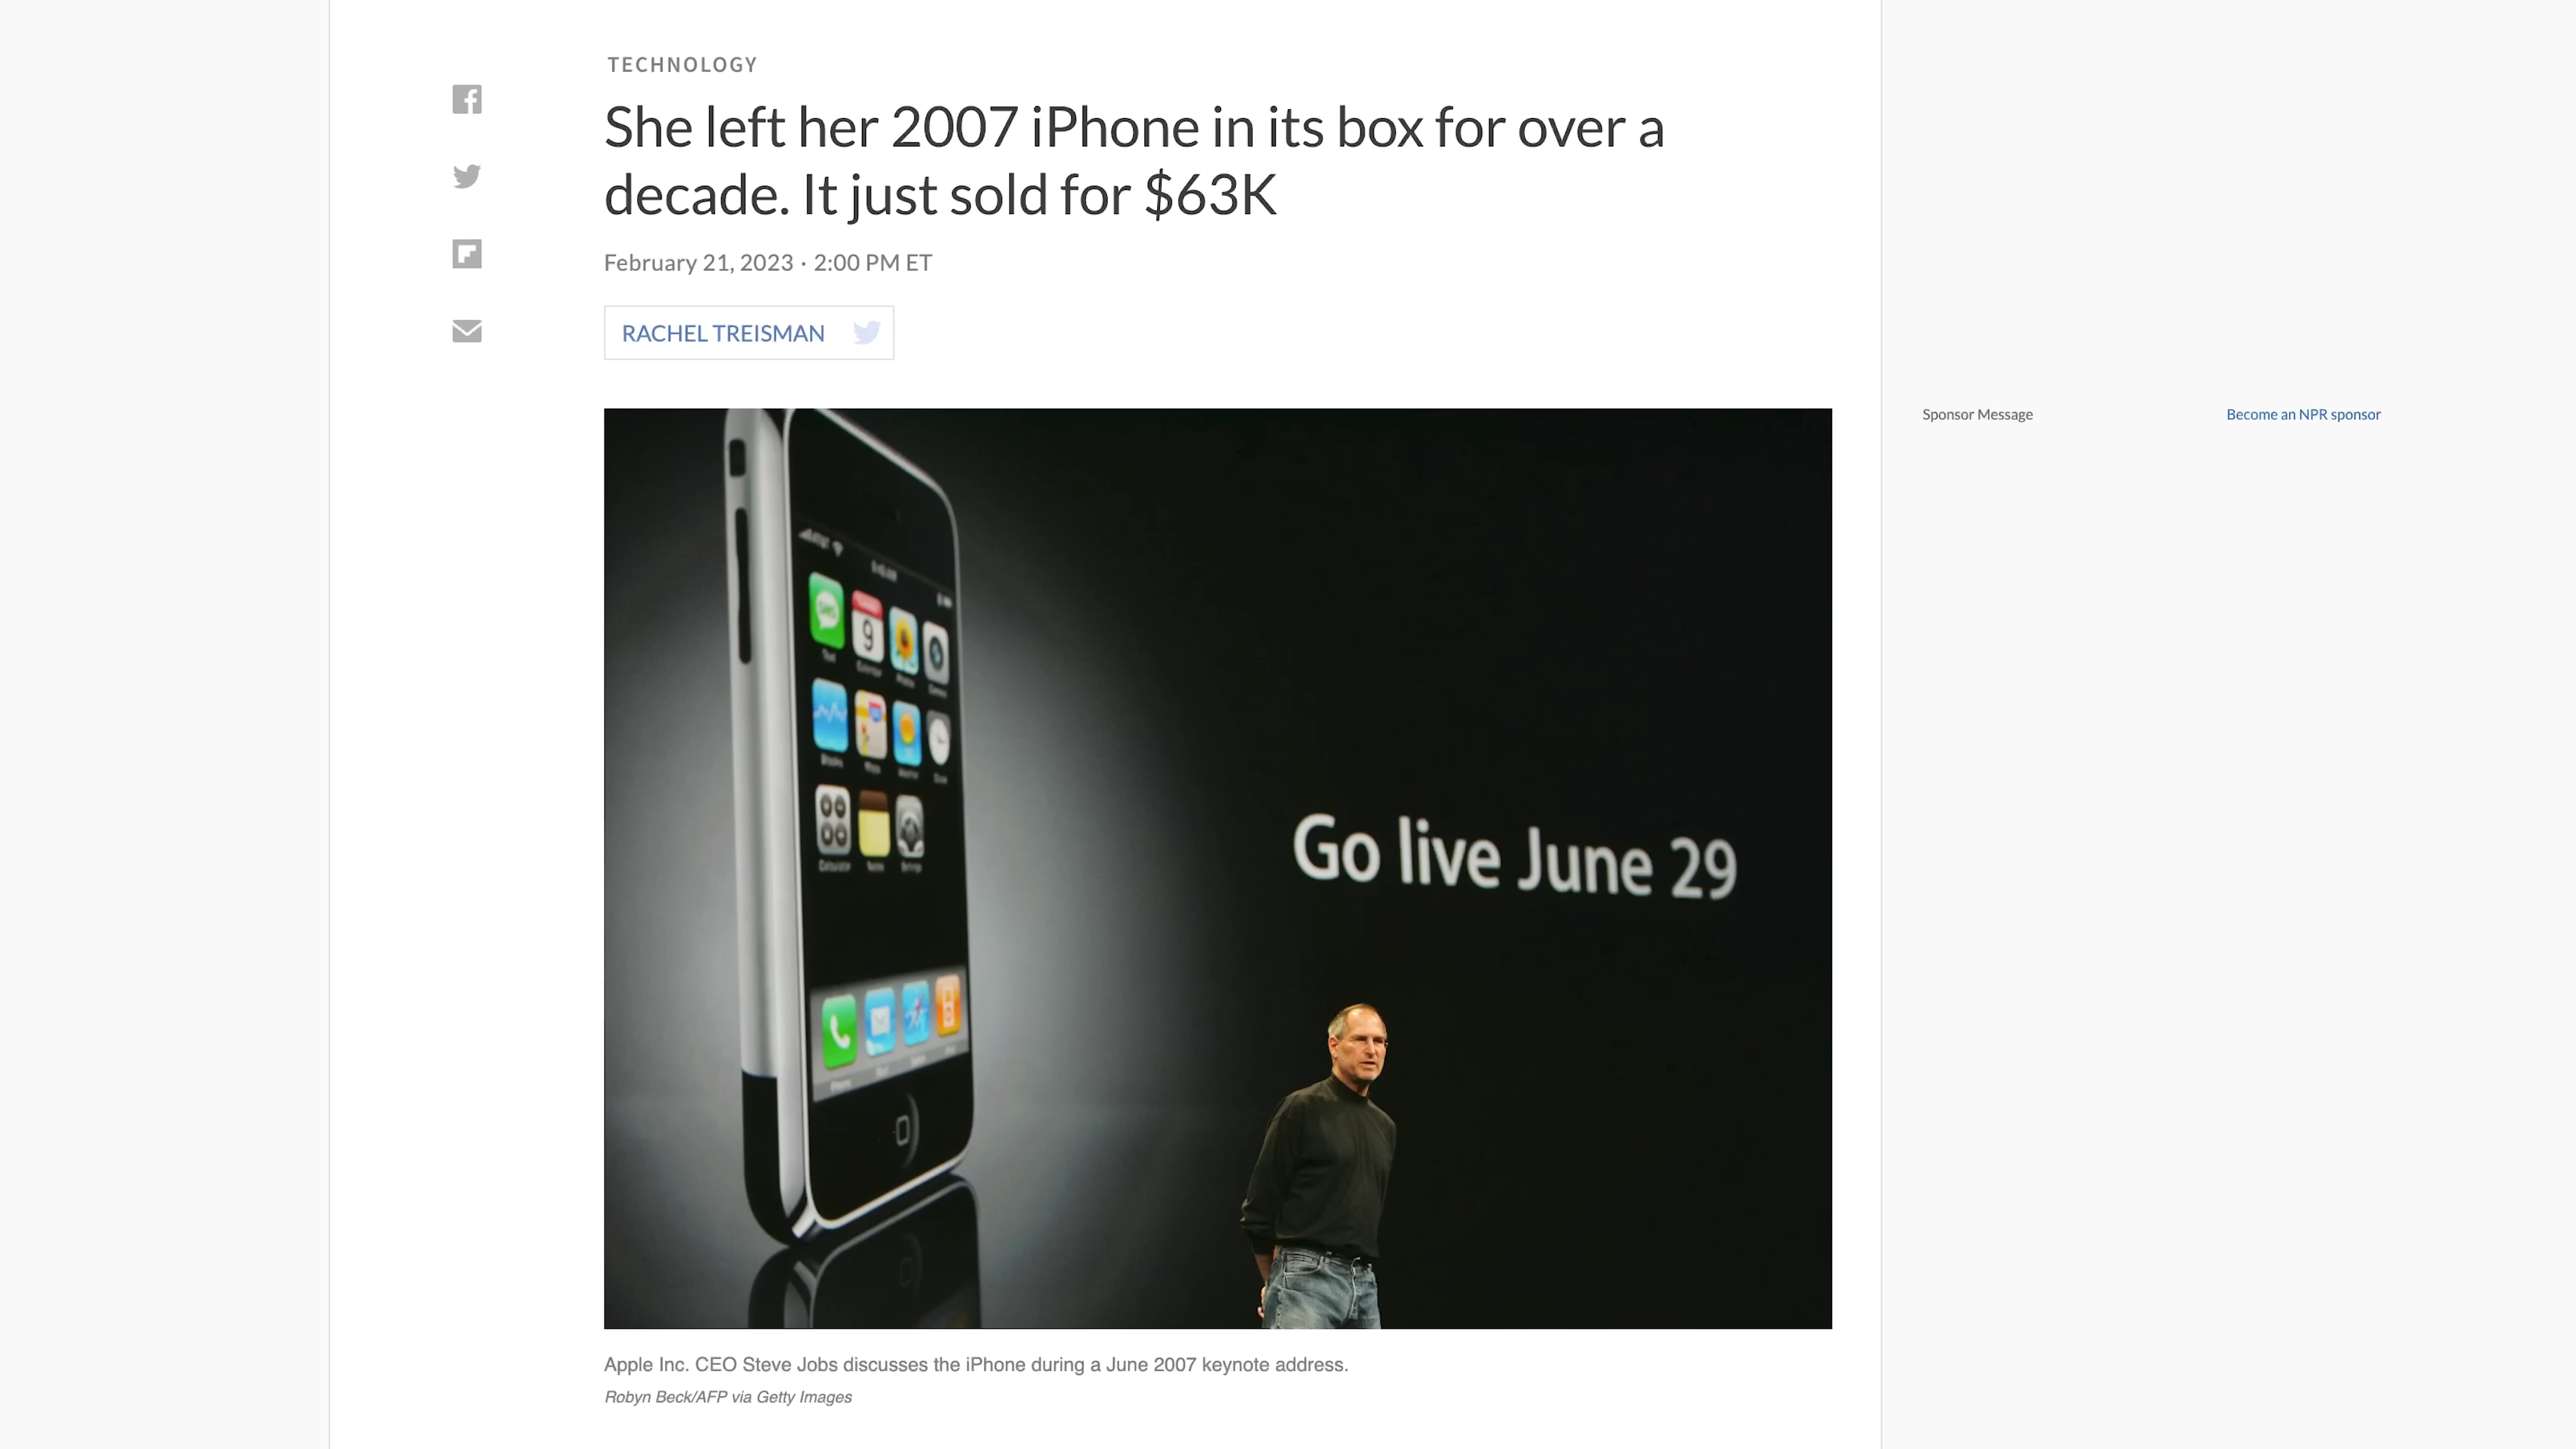 TECHNOLOGY
She left her 2007 iPhone in its box for over a
decade. It just sold for $63K
February 21, 2023 · 2:00 PM ET
RACHEL TREISMAN
Sponsor Message
Become an NPR sponsor
9
Calculator
Go live June 29
Apple Inc. CEO Steve Jobs discusses the iPhone during a June 2007 keynote address.
Robyn Beck/AFP via Getty Images